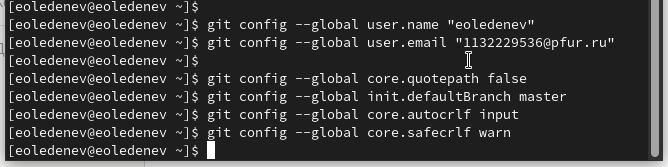 [eoledenev@eoledenev ~]$
[eoledenev@eoledenev ~]$ git config --global user.name "eoledenev"
[eoledenev@eoledenev ~]$ git config --global user.email "1132229536@pfur.ru"
[eoledenev@eoledenev ~]$
[eoledenev@eoledenev ~]$ git config --global core.quotepath false
[eoledenev@eoledenev ~]$ git config --global init.defaultBranch master
[eoledenev@eoledenev ~]$ git config --global core.autocrlf input
[eoledenev@eoledenev ~]$ git config --global core.safecrlf warn
[eoledenev@eoledenev ~]$